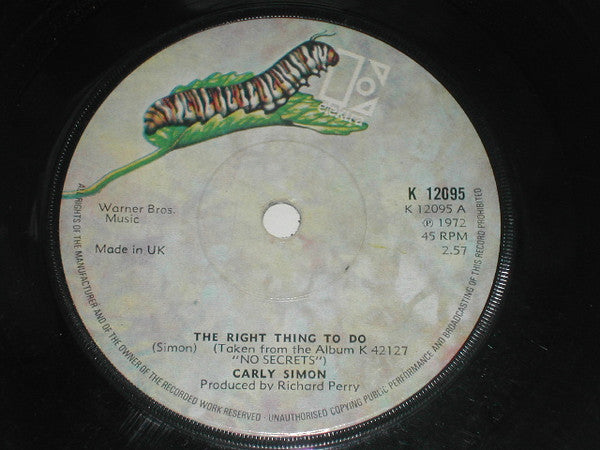 elektra
Warner Bros.
Music
Made in UK
K 12095
K 12095 A
℗ 1972
45 RPM
2.57
THE RIGHT THING TO DO
(Simon) (Taken from the Album K 42127
"NO SECRETS")
CARLY SIMON
Produced by Richard Perry
ALL RIGHTS OF THE MANUFACTURER AND OF THE OWNER OF THE RECORDED WORK RESERVED · UNAUTHORISED COPYING PUBLIC PERFORMANCE AND BROADCASTING OF THIS RECORD PROHIBITED